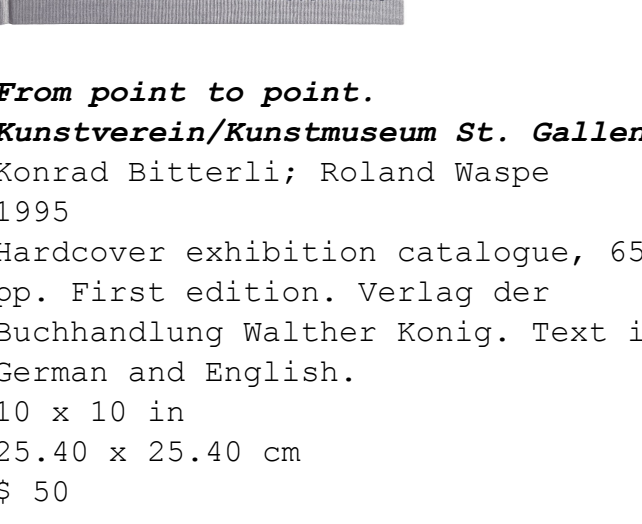 From point to point.
Kunstverein/Kunstmuseum St. Gallen
Konrad Bitterli; Roland Waspe
1995
Hardcover exhibition catalogue, 65
pp. First edition. Verlag der
Buchhandlung Walther Konig. Text i
German and English.
10 x 10 in
25.40 x 25.40 cm
$ 50